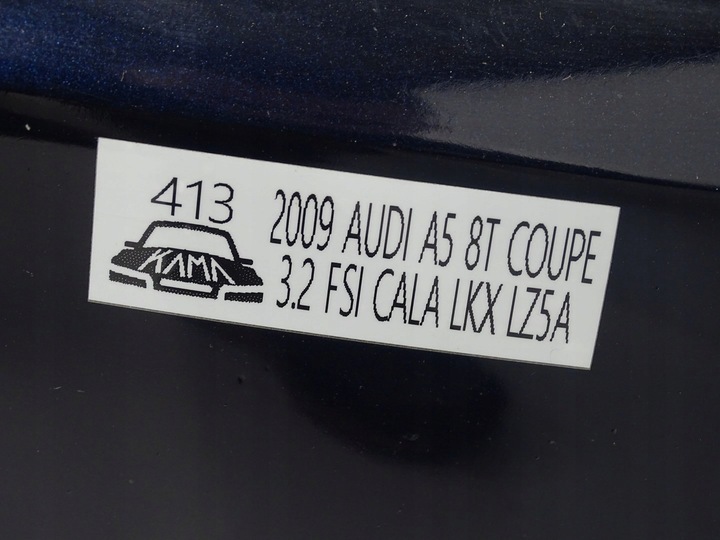 413
KAMA
2009 AUDI A5 8T COUPE
3.2 FSI CALA LKX LZ5A